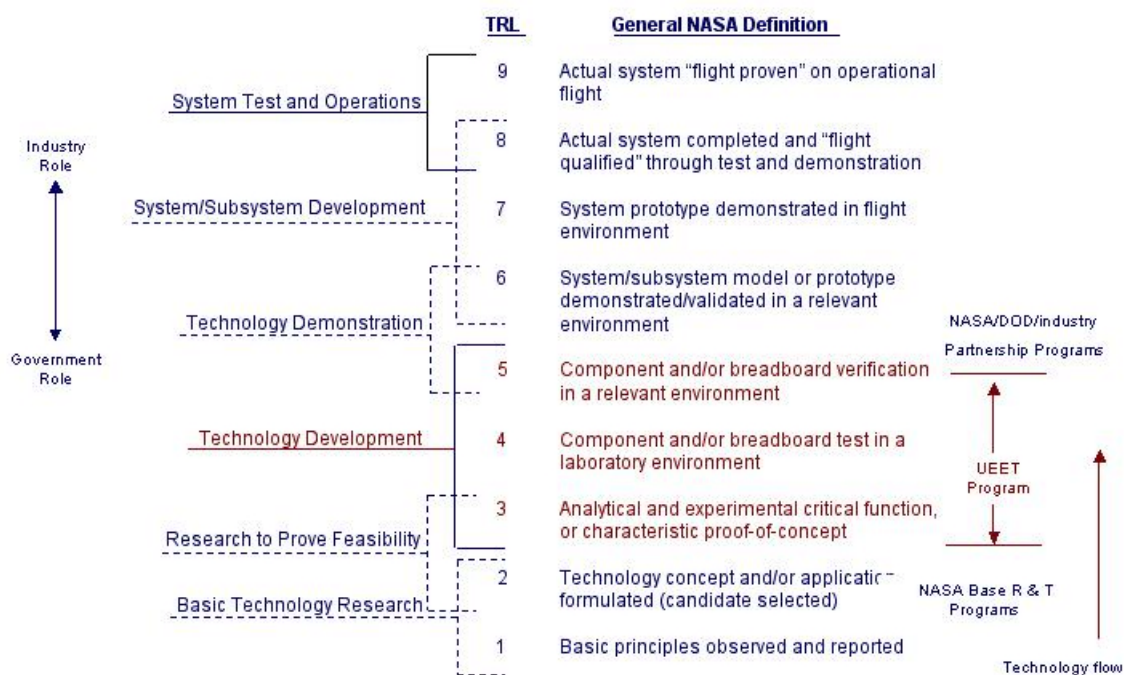 TRL
General NASA Definition
9
Actual system "flight proven" on operational
flight
System Test and Operations
8
Actual system completed and "flight
qualified" through test and demonstration
Industry
Role
System/Subsystem Development
7
System prototype demonstrated in flight
environment
6
System/subsystem model or prototype
demonstrated/validated in a relevant
environment
Technology Demonstration
NASA/DOD/industry
Partnership Programs
Government
Role
5
Component and/or breadboard verification
in a relevant environment
Technology Development
4
Component and/or breadboard test in a
laboratory environment
UEET
Program
3
Analytical and experimental critical function,
or characteristic proof-of-concept
Research to Prove Feasibility
2
Technology concept and/or application
formulated (candidate selected)
Basic Technology Research
NASA Base R & T
Programs
1
Basic principles observed and reported
Technology flow